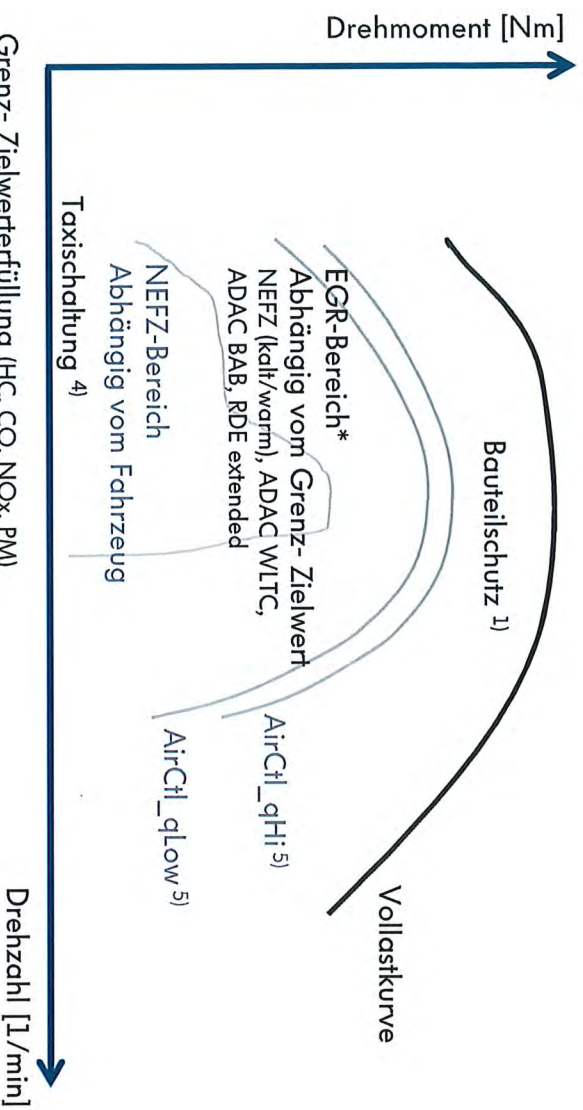 Drehmoment [Nm]
Vollastkurve
Bauteilschutz 1)
EGR-Bereich*
Abhängig vom Grenz- Zielwert
NEFZ (kalt/warm), ADAC WLTC,
ADAC BAB, RDE extended
AirCtl_qHi 5)
AirCtl_qLow 5)
NEFZ-Bereich
Abhängig vom Fahrzeug
Taxischaltung 4)
Drehzahl [1/min]
Grenz- Zielwerterfüllung (HC, CO, NOx, PM)